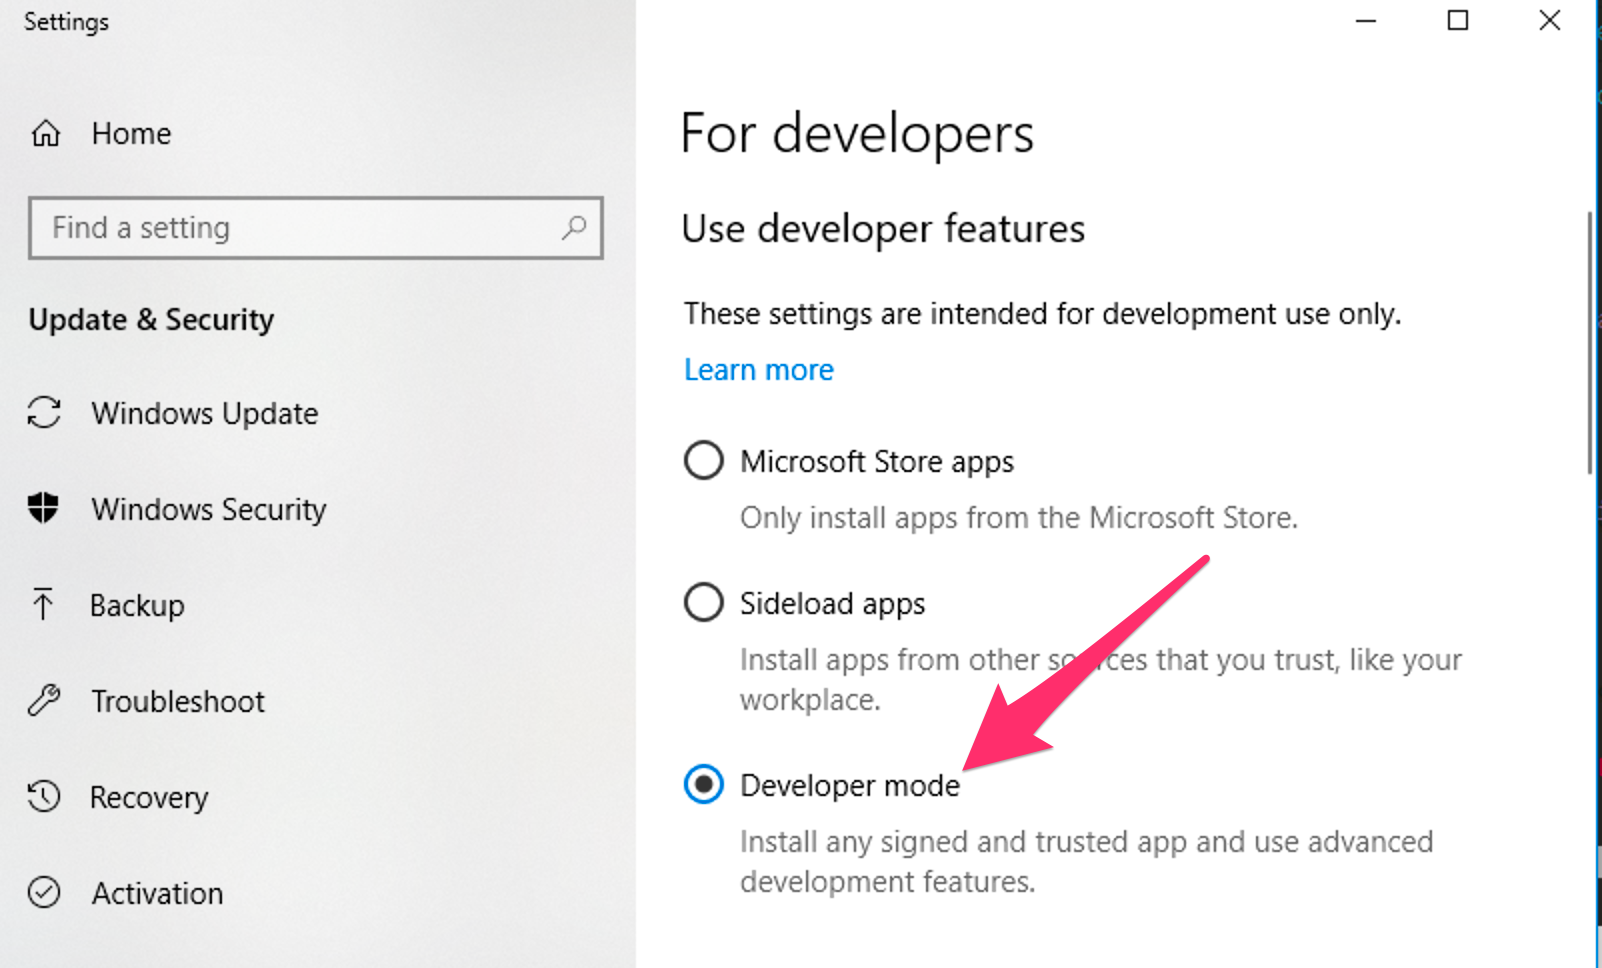 Settings
Home
Find a setting
Update & Security
Windows Update
Windows Security
Backup
Troubleshoot
Recovery
Activation
For developers
Use developer features
These settings are intended for development use only.
Learn more
Microsoft Store apps
Only install apps from the Microsoft Store.
Sideload apps
Install apps from other sources that you trust, like your
workplace.
Developer mode
Install any signed and trusted app and use advanced
development features.